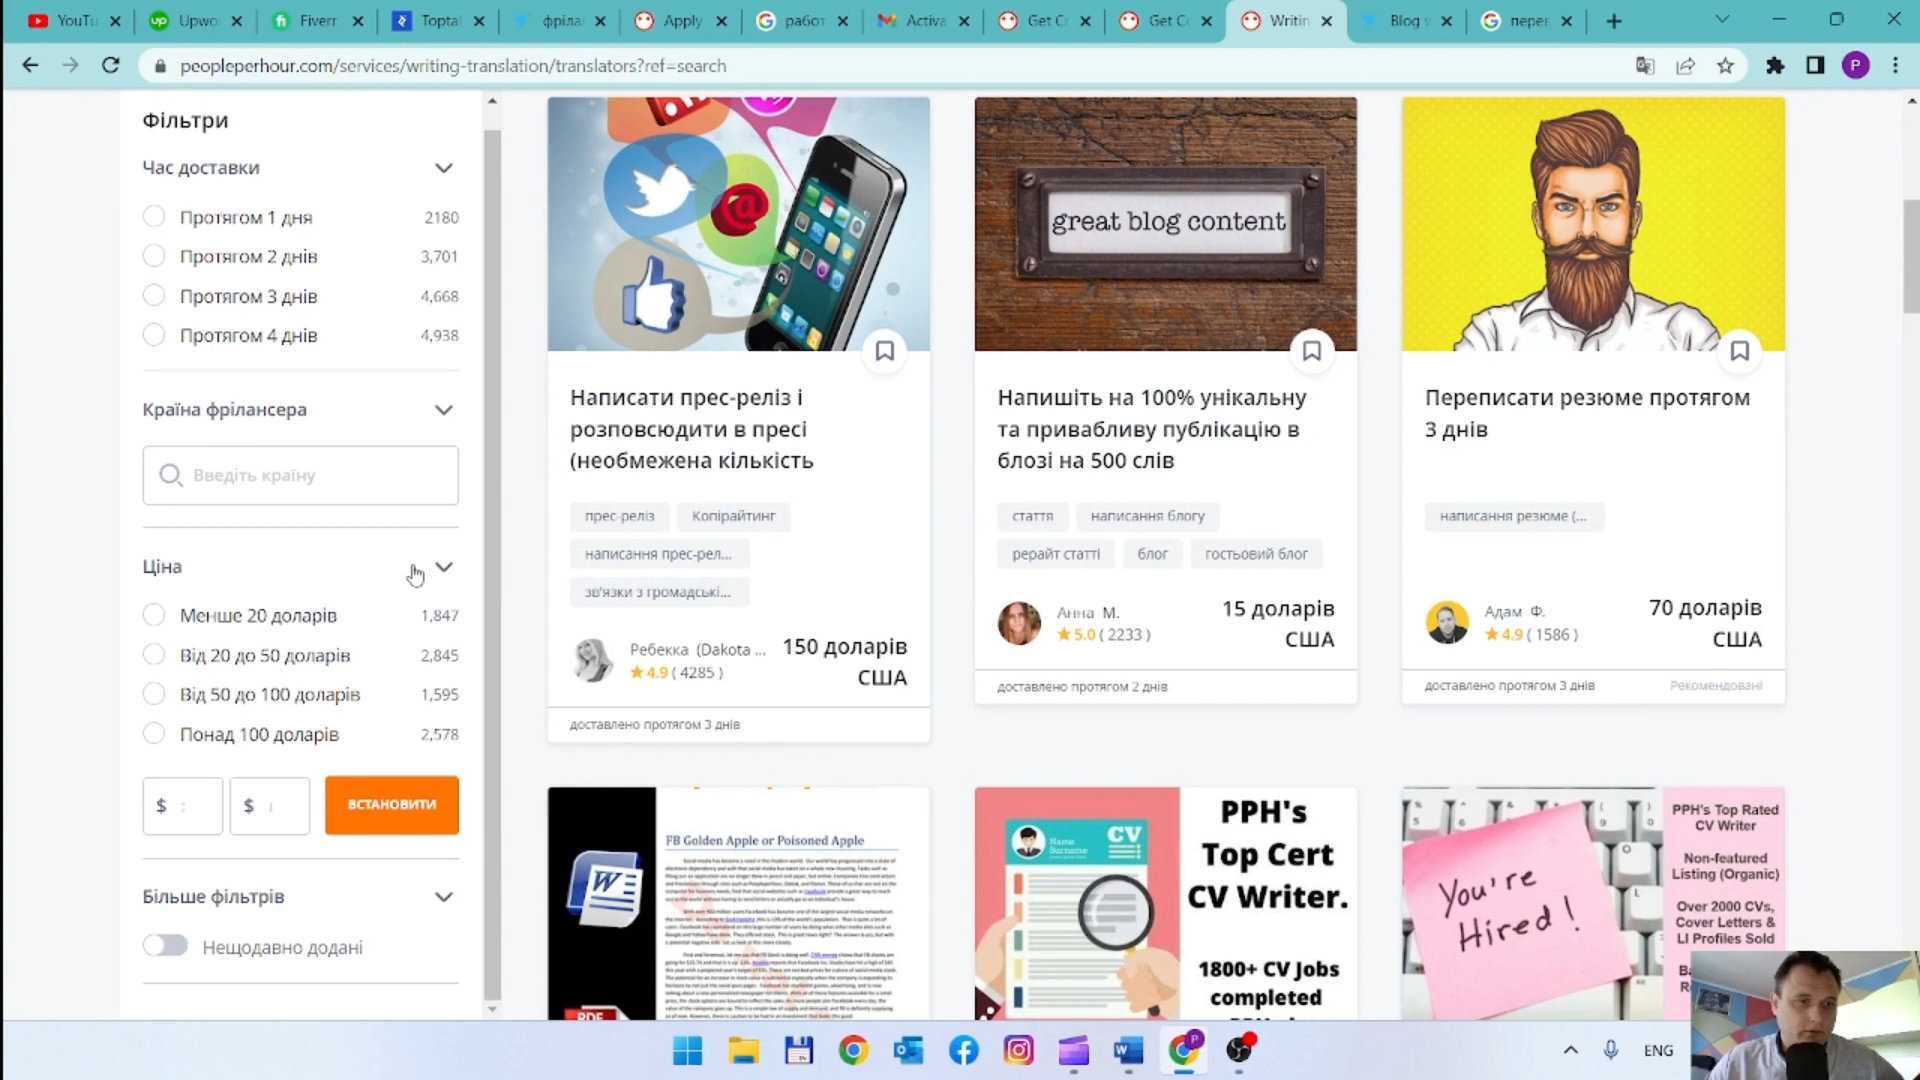 YouTu
Upwo
Fiverr
Toptal
фріла
Apply
работ
Activa
Get Cr
Get Co
Writin
Blog w
перев
peopleperhour.com/services/writing-translation/translators?ref=search
P
Фільтри
Час доставки
Протягом 1 дня 2180
Протягом 2 днів 3,701
Протягом 3 днів 4,668
Протягом 4 днів 4,938
Країна фрілансера
Введіть країну
Ціна
Менше 20 доларів 1,847
Від 20 до 50 доларів 2,845
Від 50 до 100 доларів 1,595
Понад 100 доларів 2,578
$ $ ВСТАНОВИТИ
Більше фільтрів
Нещодавно додані
Написати прес-реліз і
розповсюдити в пресі
(необмежена кількість
прес-реліз Копірайтинг
написання прес-рел...
зв'язки з громадські...
Ребекка (Dakota ...
4.9 ( 4285 )
150 доларів
США
доставлено протягом 3 днів
great blog content
Напишіть на 100% унікальну
та привабливу публікацію в
блозі на 500 слів
стаття написання блогу
рерайт статті блог гостьовий блог
Анна М.
5.0 ( 2233 )
15 доларів
США
доставлено протягом 2 днів
Переписати резюме протягом
3 днів
написання резюме (...
Адам Ф.
4.9 ( 1586 )
70 доларів
США
доставлено протягом 3 днів Рекомендовані
W
PDF
FB Golden Apple or Poisoned Apple
Name
Surname
CV
PPH's
Top Cert
CV Writer.
1800+ CV Jobs
completed
You're
Hired !
PPH's Top Rated
CV Writer
Non-featured
Listing (Organic)
Over 2000 CVs,
Cover Letters &
LI Profiles Sold
ENG